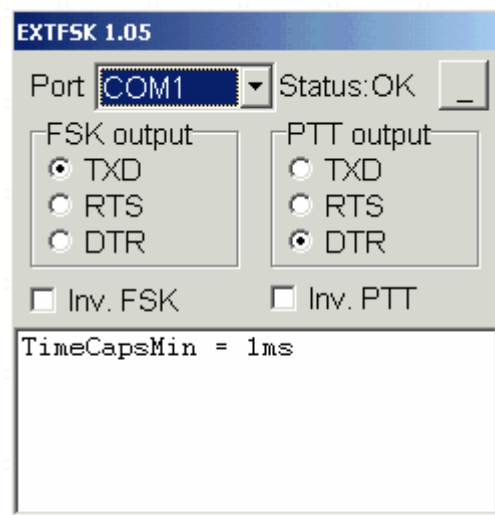 EXTFSK 1.05
Port COM1 Status:OK _
FSK output PTT output
TXD TXD
RTS RTS
DTR DTR
Inv. FSK Inv. PTT
TimeCapsMin = 1ms